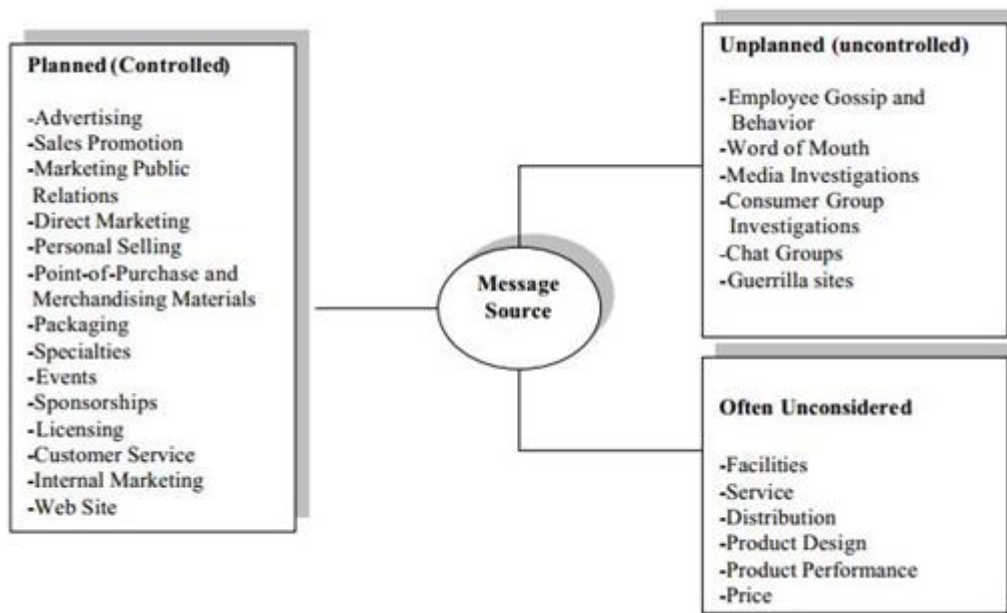 Planned (Controlled)
-Advertising
-Sales Promotion
-Marketing Public
Relations
-Direct Marketing
-Personal Selling
-Point-of-Purchase and
Merchandising Materials
-Packaging
-Specialties
-Events
-Sponsorships
-Licensing
-Customer Service
-Internal Marketing
-Web Site
Message
Source
Unplanned (uncontrolled)
-Employee Gossip and
Behavior
-Word of Mouth
-Media Investigations
-Consumer Group
Investigations
-Chat Groups
-Guerrilla sites
Often Unconsidered
-Facilities
-Service
-Distribution
-Product Design
-Product Performance
-Price